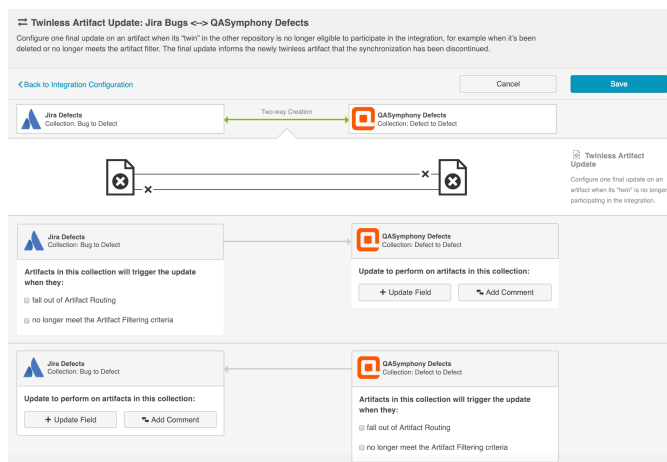 Twinless Artifact Update: Jira Bugs <--> QASymphony Defects
Configure one final update on an artifact when its "twin" in the other repository is no longer eligible to participate in the integration, for example when it's been
deleted or no longer meets the artifact filter. The final update informs the newly twinless artifact that the synchronization has been discontinued.
Back to Integration Configuration
Cancel
Save
Jira Defects
Collection: Bug to Defect
Two-way Creation
QASymphony Defects
Collection: Defect to Defect
Twinless Artifact
Update
Configure one final update on an
artifact when its "twin" is no longer
participating in the integration.
Jira Defects
Collection: Bug to Defect
Artifacts in this collection will trigger the update
when they:
fall out of Artifact Routing
no longer meet the Artifact Filtering criteria
QASymphony Defects
Collection: Defect to Defect
Update to perform on artifacts in this collection:
+ Update Field
Add Comment
Jira Defects
Collection: Bug to Defect
Update to perform on artifacts in this collection:
+ Update Field
Add Comment
QASymphony Defects
Collection: Defect to Defect
Artifacts in this collection will trigger the update
when they:
fall out of Artifact Routing
no longer meet the Artifact Filtering criteria